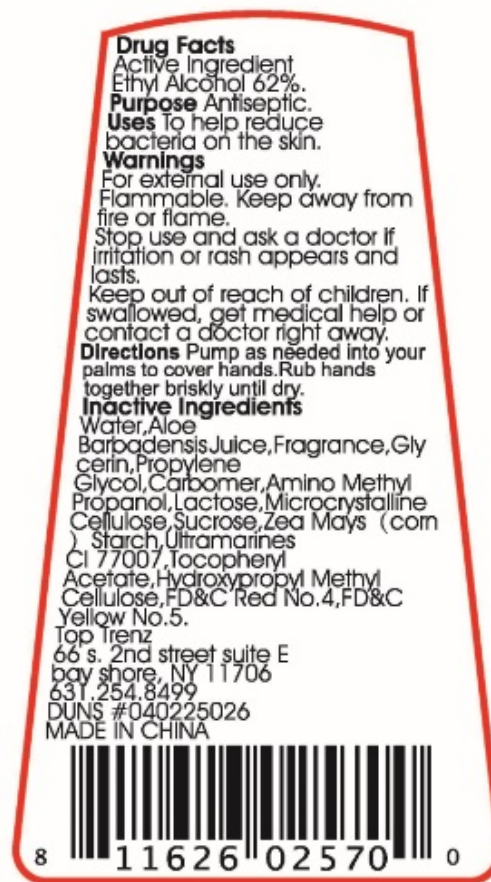 Drug Facts
Active Ingredient
Ethyl Alcohol 62%.
Purpose Antiseptic.
Uses To help reduce
bacteria on the skin.
Warnings
For external use only.
Flammable. Keep away from
fire or flame.
Stop use and ask a doctor if
irritation or rash appears and
lasts.
Keep out of reach of children. If
swallowed, get medical help or
contact a doctor right away.
Directions Pump as needed into your
palms to cover hands.Rub hands
together briskly until dry.
Inactive Ingredients
Water,Aloe
BarbadensisJuice,Fragrance,Gly
cerin,Propylene
Glycol,Carbomer,Amino Methyl
Propanol,Lactose,Microcrystalline
Cellulose,Sucrose,Zea Mays（corn
）Starch,Ultramarines
CI 77007,Tocopheryl
Acetate,Hydroxypropyl Methyl
Cellulose,FD&C Red No.4,FD&C
Yellow No.5.
Top Trenz
66 s. 2nd street suite E
bay shore, NY 11706
631.254.8499
DUNS #040225026
MADE IN CHINA
8 11626 02570 0